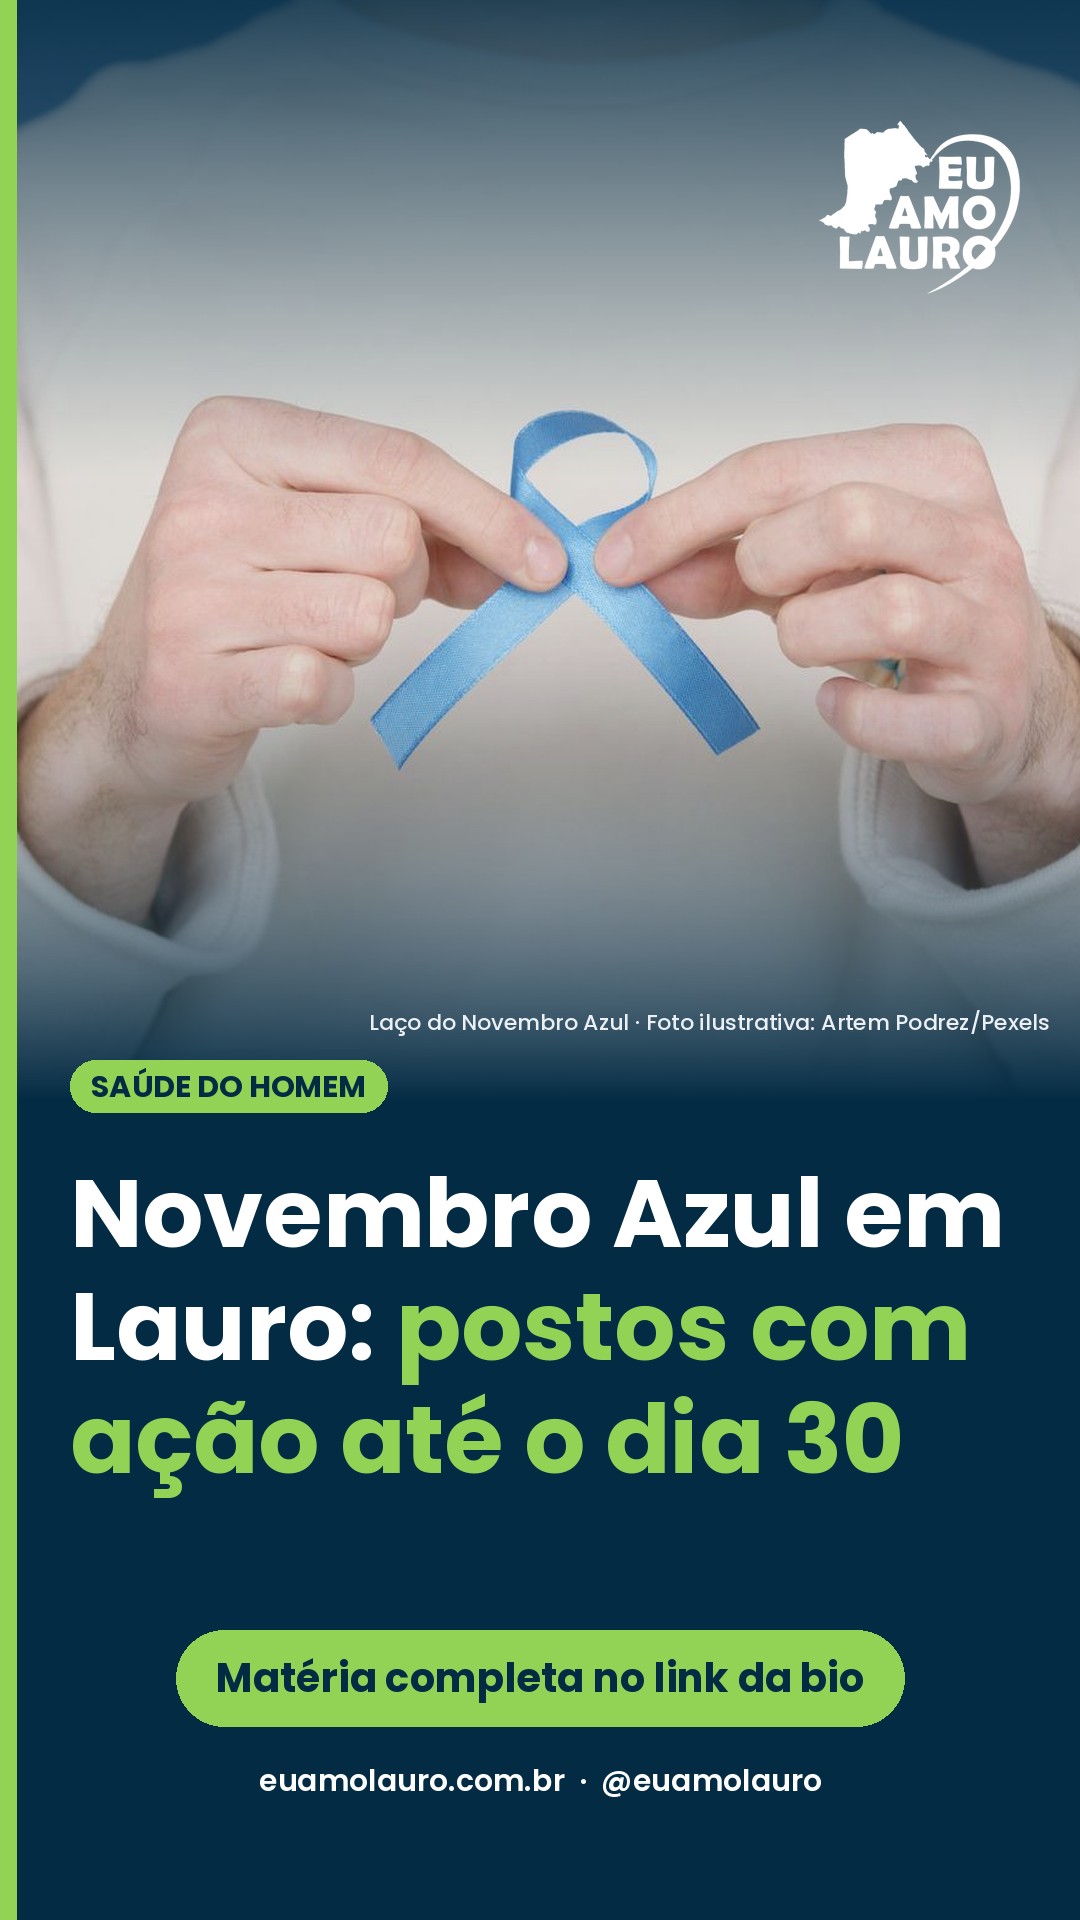 EU
AMO
LAURO
Laço do Novembro Azul · Foto ilustrativa: Artem Podrez/Pexels
SAÚDE DO HOMEM
Novembro Azul em
Lauro: postos com
ação até o dia 30
Matéria completa no link da bio
euamolauro.com.br · @euamolauro